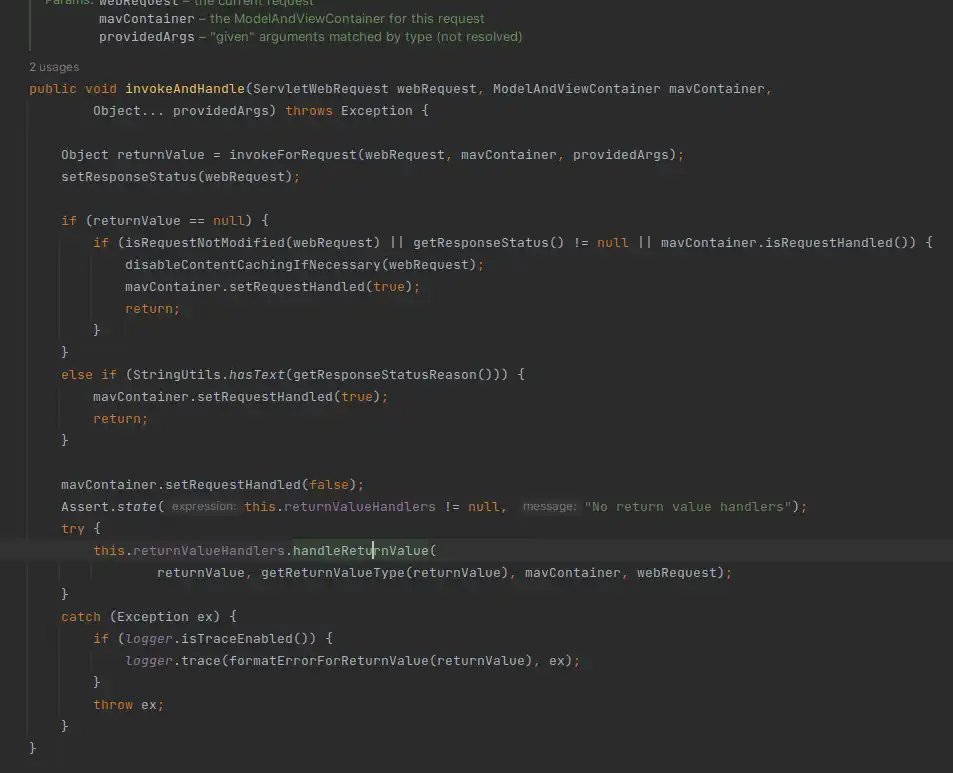 Params: webRequest – the current request
mavContainer – the ModelAndViewContainer for this request
providedArgs – "given" arguments matched by type (not resolved)
2 usages
public void invokeAndHandle(ServletWebRequest webRequest, ModelAndViewContainer mavContainer,
Object... providedArgs) throws Exception {
Object returnValue = invokeForRequest(webRequest, mavContainer, providedArgs);
setResponseStatus(webRequest);
if (returnValue == null) {
if (isRequestNotModified(webRequest) || getResponseStatus() != null || mavContainer.isRequestHandled()) {
disableContentCachingIfNecessary(webRequest);
mavContainer.setRequestHandled(true);
return;
}
}
else if (StringUtils.hasText(getResponseStatusReason())) {
mavContainer.setRequestHandled(true);
return;
}
mavContainer.setRequestHandled(false);
Assert.state( expression: this.returnValueHandlers != null, message: "No return value handlers");
try {
this.returnValueHandlers.handleReturnValue(
returnValue, getReturnValueType(returnValue), mavContainer, webRequest);
}
catch (Exception ex) {
if (logger.isTraceEnabled()) {
logger.trace(formatErrorForReturnValue(returnValue), ex);
}
throw ex;
}
}